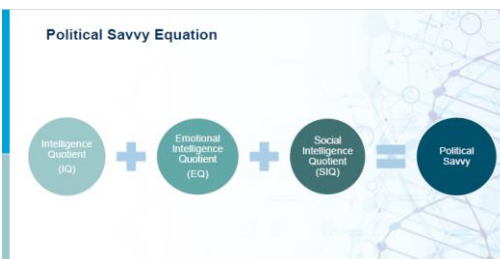 Political Savvy Equation
Intelligence
Quotient
(IQ)
Emotional
Intelligence
Quotient
(EQ)
Social
Intelligence
Quotient
(SIQ)
Political
Savvy